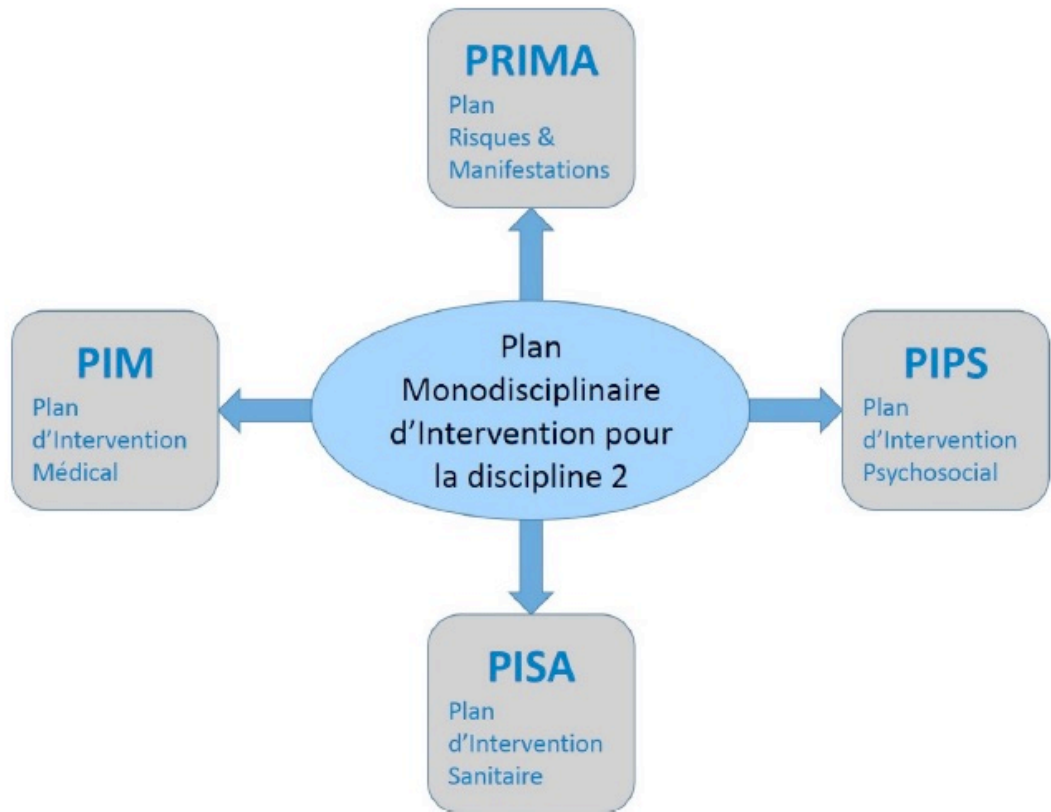 PRIMA
Plan
Risques &
Manifestations
PIM
Plan
d'Intervention
Médical
Plan
Monodisciplinaire
d'Intervention pour
la discipline 2
PIPS
Plan
d'Intervention
Psychosocial
PISA
Plan
d'Intervention
Sanitaire